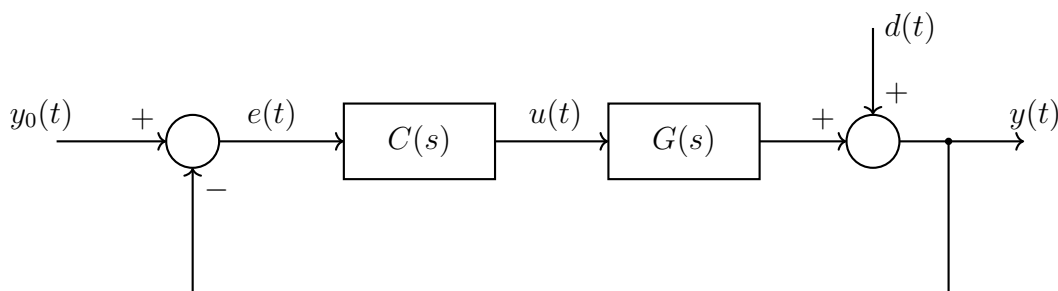 d(t)
y₀(t) + e(t) C(s) u(t) G(s) + + y(t)
−